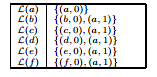 𝓛(a) {(a, 0)}
𝓛(b) {(b, 0), (a, 1)}
𝓛(c) {(c, 0), (a, 1)}
𝓛(d) {(d, 0), (a, 1)}
𝓛(e) {(e, 0), (a, 1)}
𝓛(f) {(f, 0), (a, 1)}